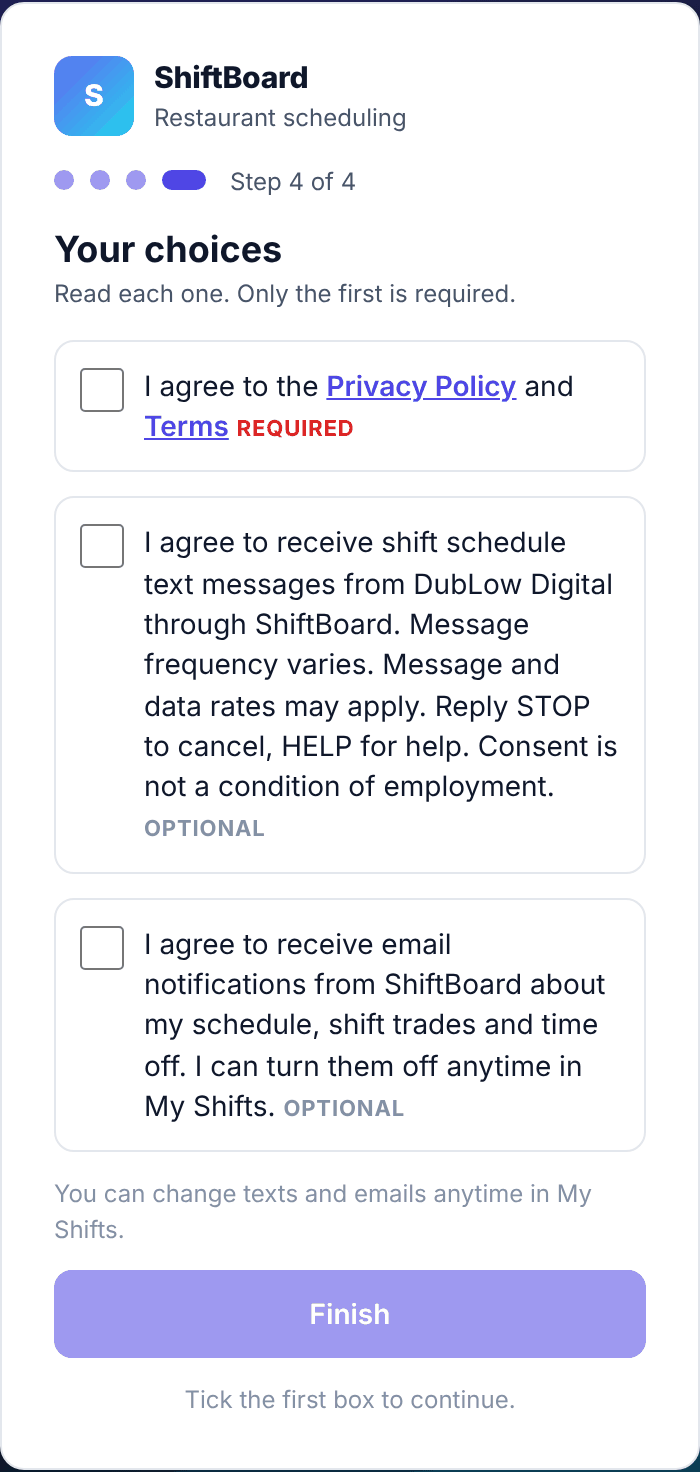 S
ShiftBoard
Restaurant scheduling
Step 4 of 4
Your choices
Read each one. Only the first is required.
I agree to the Privacy Policy and
Terms REQUIRED
I agree to receive shift schedule
text messages from DubLow Digital
through ShiftBoard. Message
frequency varies. Message and
data rates may apply. Reply STOP
to cancel, HELP for help. Consent is
not a condition of employment.
OPTIONAL
I agree to receive email
notifications from ShiftBoard about
my schedule, shift trades and time
off. I can turn them off anytime in
My Shifts. OPTIONAL
You can change texts and emails anytime in My
Shifts.
Finish
Tick the first box to continue.